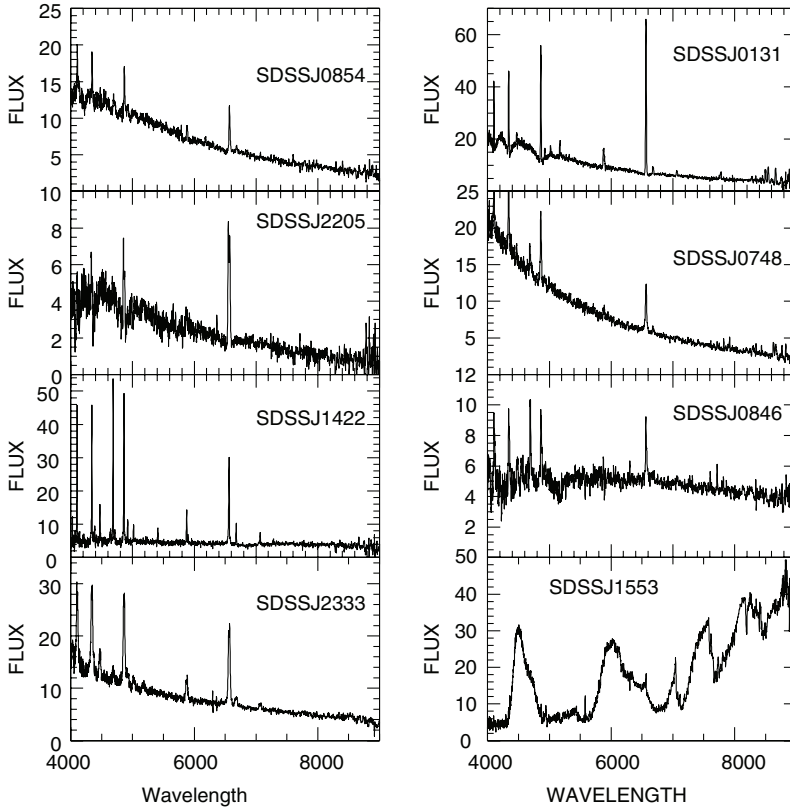 25
20
15
10
5
FLUX
SDSSJ0854
10
8
6
4
2
0
FLUX
SDSSJ2205
50
40
30
20
10
0
FLUX
SDSSJ1422
30
20
10
0
FLUX
SDSSJ2333
4000
6000
8000
Wavelength
60
40
20
FLUX
SDSSJ0131
25
20
15
10
5
FLUX
SDSSJ0748
12
10
8
6
4
2
FLUX
SDSSJ0846
50
40
30
20
10
0
FLUX
SDSSJ1553
4000
6000
8000
WAVELENGTH